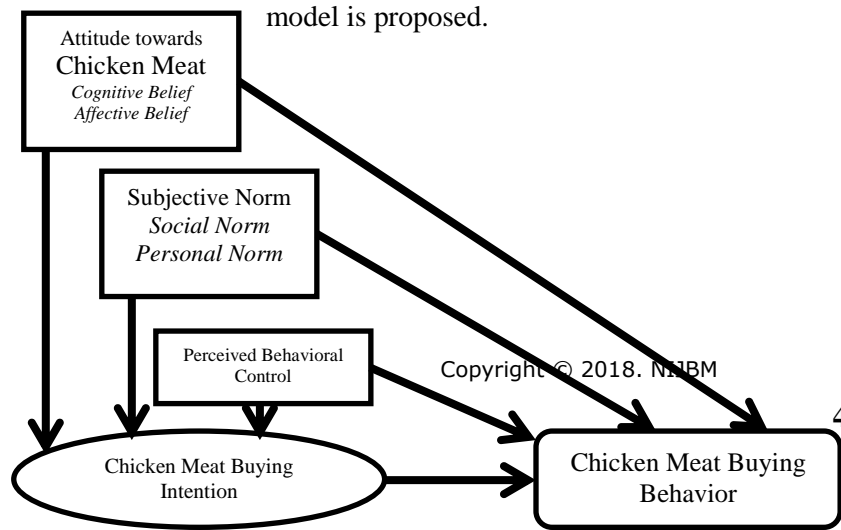 model is proposed.
Attitude towards
Chicken Meat
Cognitive Belief
Affective Belief
Subjective Norm
Social Norm
Personal Norm
Perceived Behavioral
Control
Copyright © 2018. NIJBM
4
Chicken Meat Buying
Intention
Chicken Meat Buying
Behavior